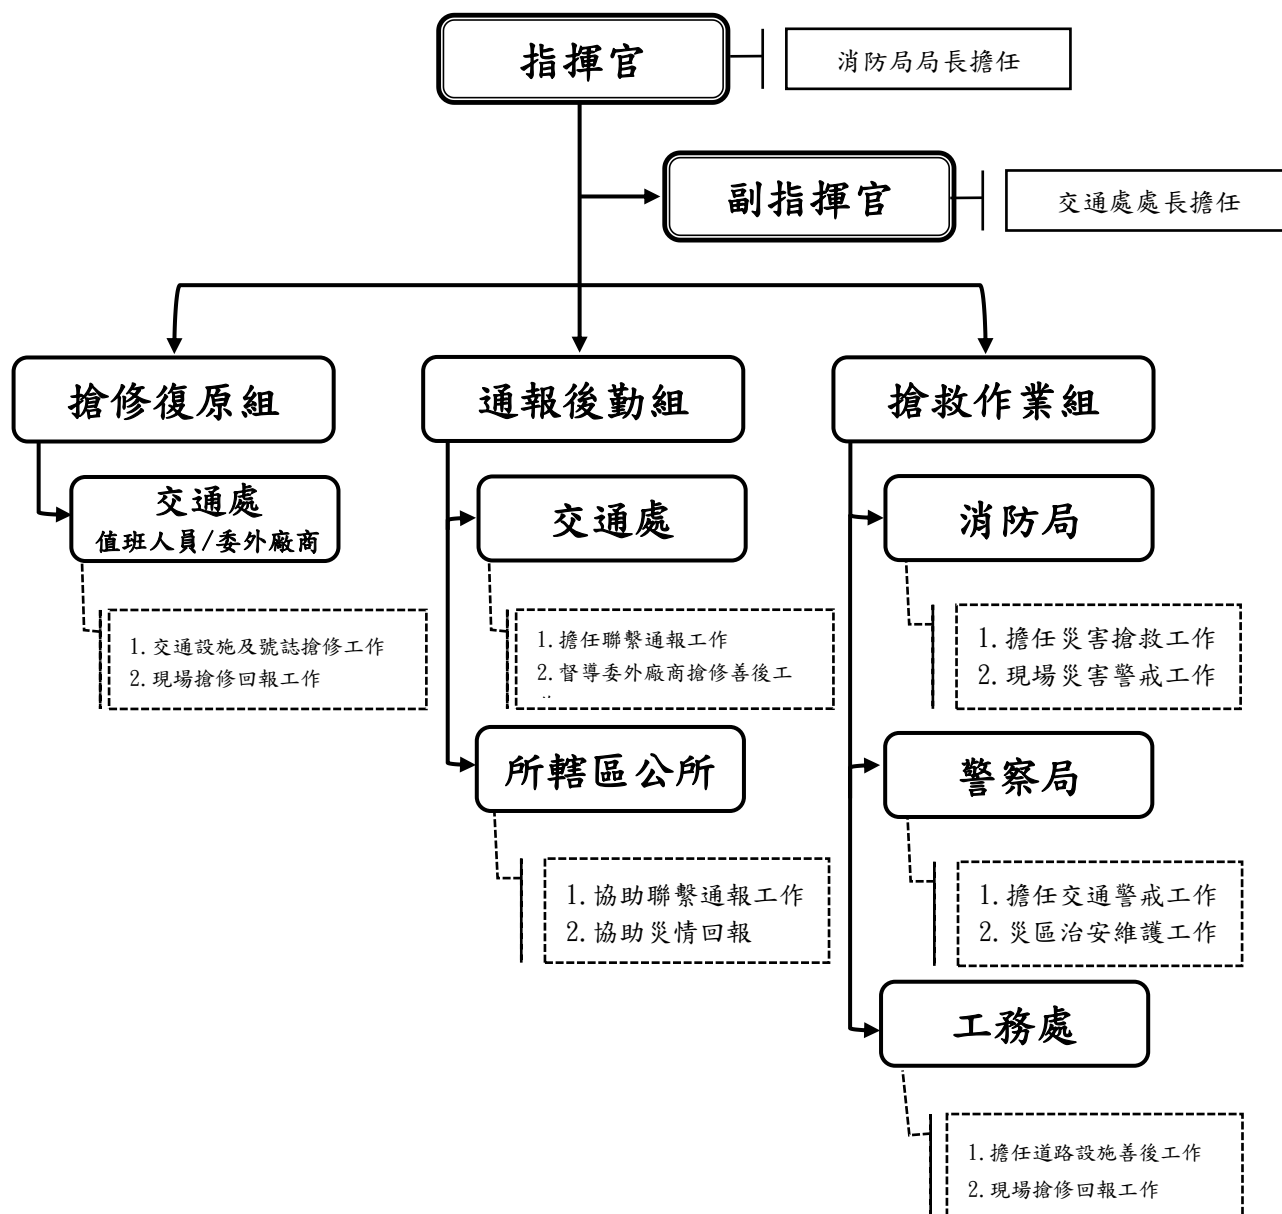 指揮官
消防局局長擔任
副指揮官
交通處處長擔任
搶修復原組
通報後勤組
搶救作業組
交通處
值班人員/委外廠商
1.交通設施及號誌搶修工作
2.現場搶修回報工作
交通處
1.擔任聯繫通報工作
2.督導委外廠商搶修善後工
所轄區公所
1.協助聯繫通報工作
2.協助災情回報
消防局
1.擔任災害搶救工作
2.現場災害警戒工作
警察局
1.擔任交通警戒工作
2.災區治安維護工作
工務處
1.擔任道路設施善後工作
2.現場搶修回報工作